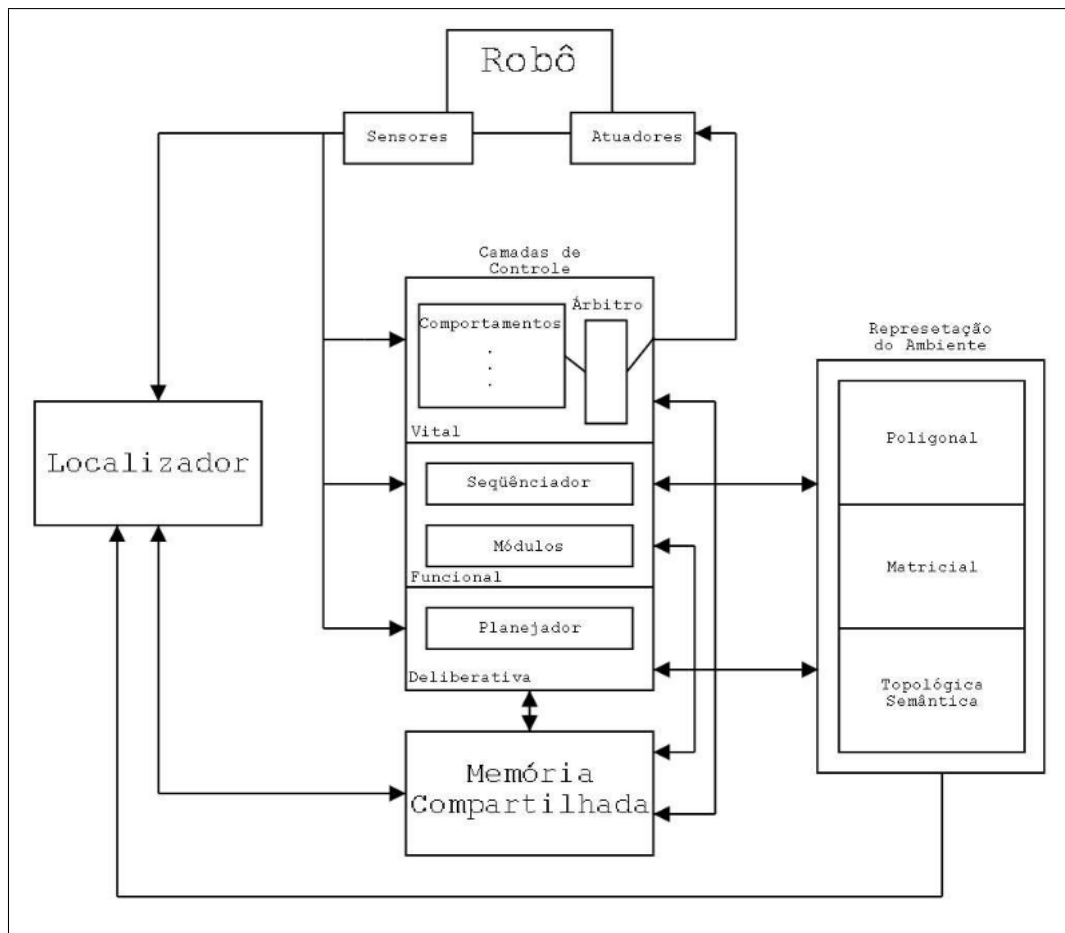 Robô
Sensores
Atuadores
Camadas de
Controle
Comportamentos
.
.
.
Árbitro
Vital
Seqüênciador
Módulos
Funcional
Planejador
Deliberativa
Localizador
Memória
Compartilhada
Represetação
do Ambiente
Poligonal
Matricial
Topológica
Semântica